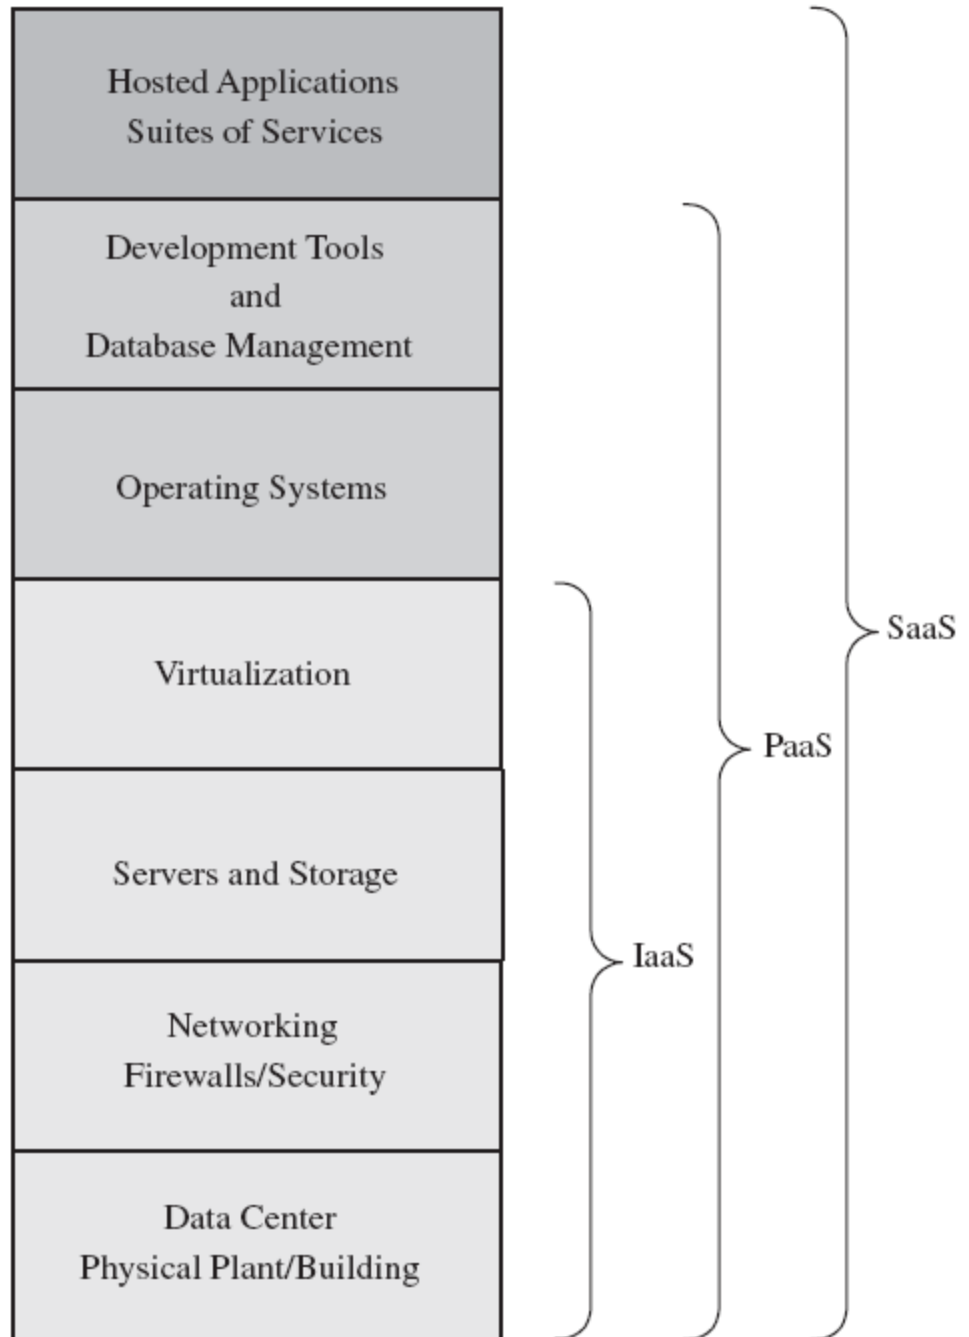 Hosted Applications
Suites of Services
Development Tools
and
Database Management
Operating Systems
Virtualization
Servers and Storage
Networking
Firewalls/Security
Data Center
Physical Plant/Building
SaaS
PaaS
IaaS